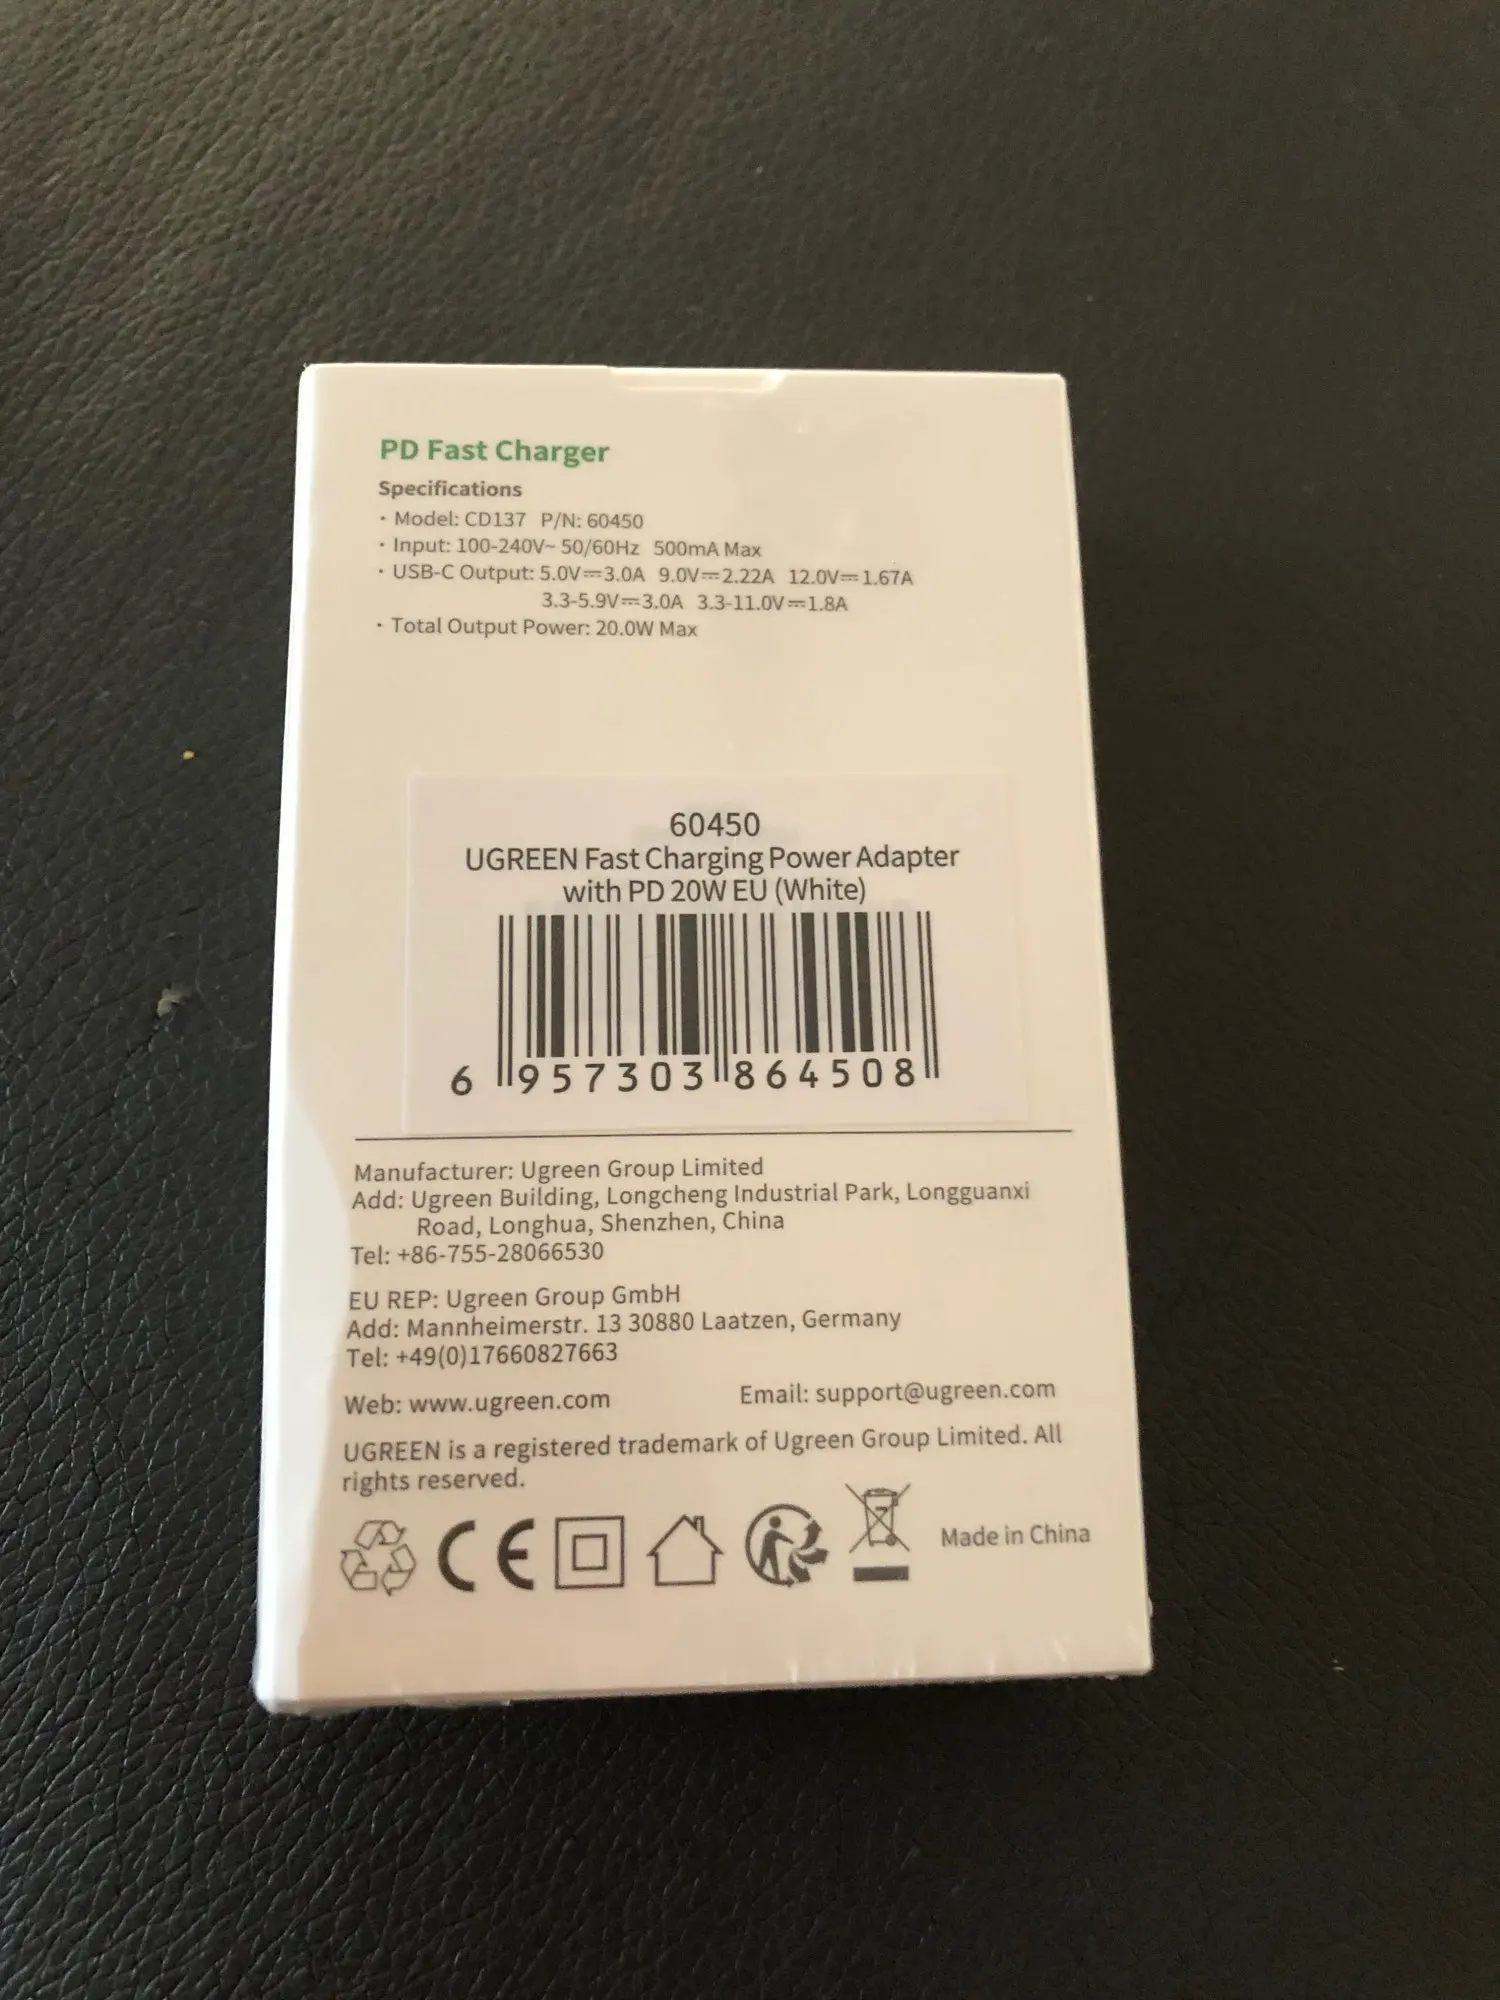 PD Fast Charger
Specifications
· Model: CD137 P/N: 60450
· Input: 100-240V~ 50/60Hz 500mA Max
· USB-C Output: 5.0V⎓3.0A 9.0V⎓2.22A 12.0V⎓1.67A
3.3-5.9V⎓3.0A 3.3-11.0V⎓1.8A
· Total Output Power: 20.0W Max
60450
UGREEN Fast Charging Power Adapter
with PD 20W EU (White)
6 957303 864508
Manufacturer: Ugreen Group Limited
Add: Ugreen Building, Longcheng Industrial Park, Longguanxi
Road, Longhua, Shenzhen, China
Tel: +86-755-28066530
EU REP: Ugreen Group GmbH
Add: Mannheimerstr. 13 30880 Laatzen, Germany
Tel: +49(0)17660827663
Web: www.ugreen.com Email: support@ugreen.com
UGREEN is a registered trademark of Ugreen Group Limited. All
rights reserved.
CE Made in China